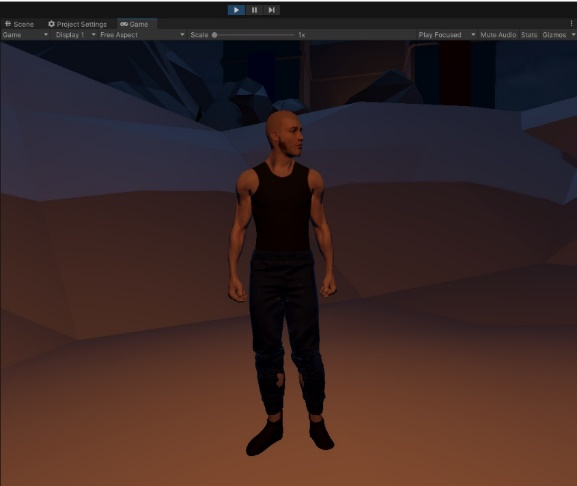 Scene Project Settings Game
Game Display 1 Free Aspect Scale 1x Play Focused Mute Audio Stats Gizmos